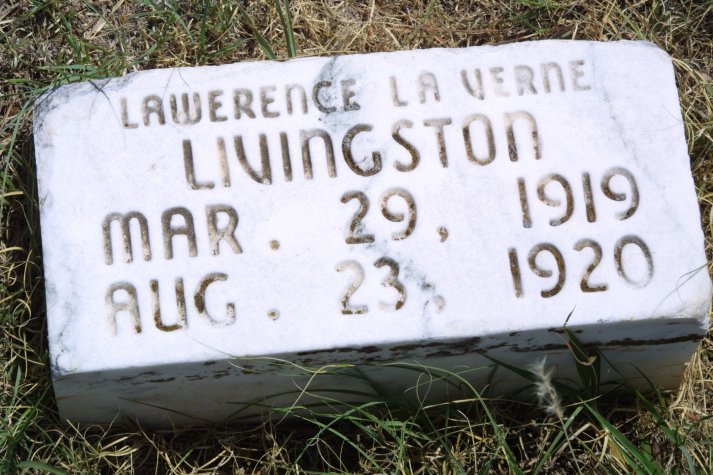 LAWERENCE LA VERNE
LIVINGSTON
MAR. 29, 1919
AUG. 23, 1920